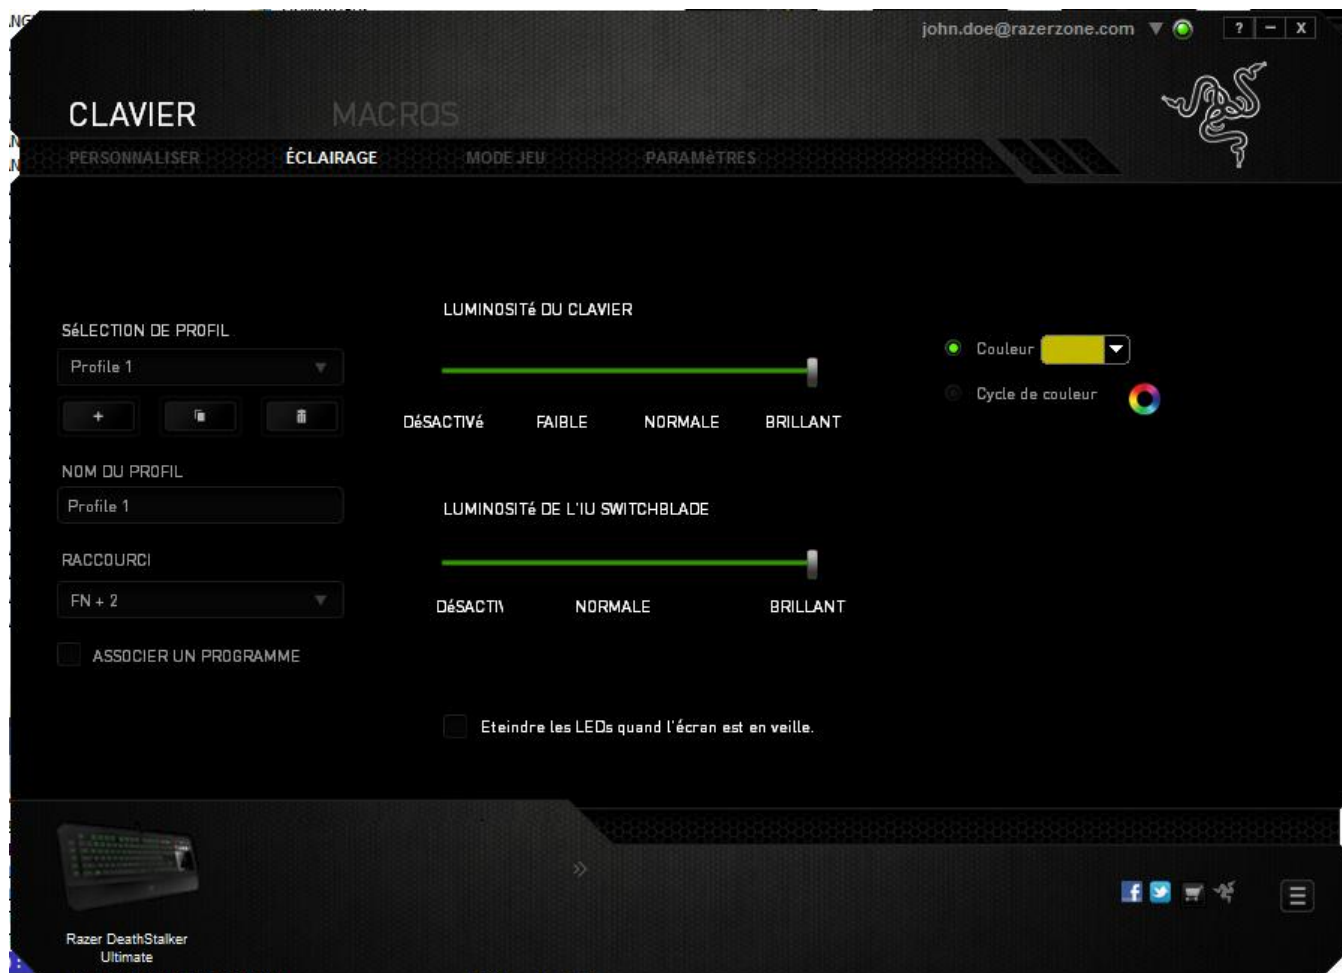 john.doe@razerzone.com
? – X
CLAVIER MACROS
PERSONNALISER ÉCLAIRAGE MODE JEU PARAMèTRES
SéLECTION DE PROFIL
Profile 1
+
NOM DU PROFIL
Profile 1
RACCOURCI
FN + 2
ASSOCIER UN PROGRAMME
LUMINOSITé DU CLAVIER
DéSACTIVé FAIBLE NORMALE BRILLANT
LUMINOSITé DE L'IU SWITCHBLADE
DéSACTIV NORMALE BRILLANT
Eteindre les LEDs quand l'écran est en veille.
Couleur
Cycle de couleur
Razer DeathStalker
Ultimate